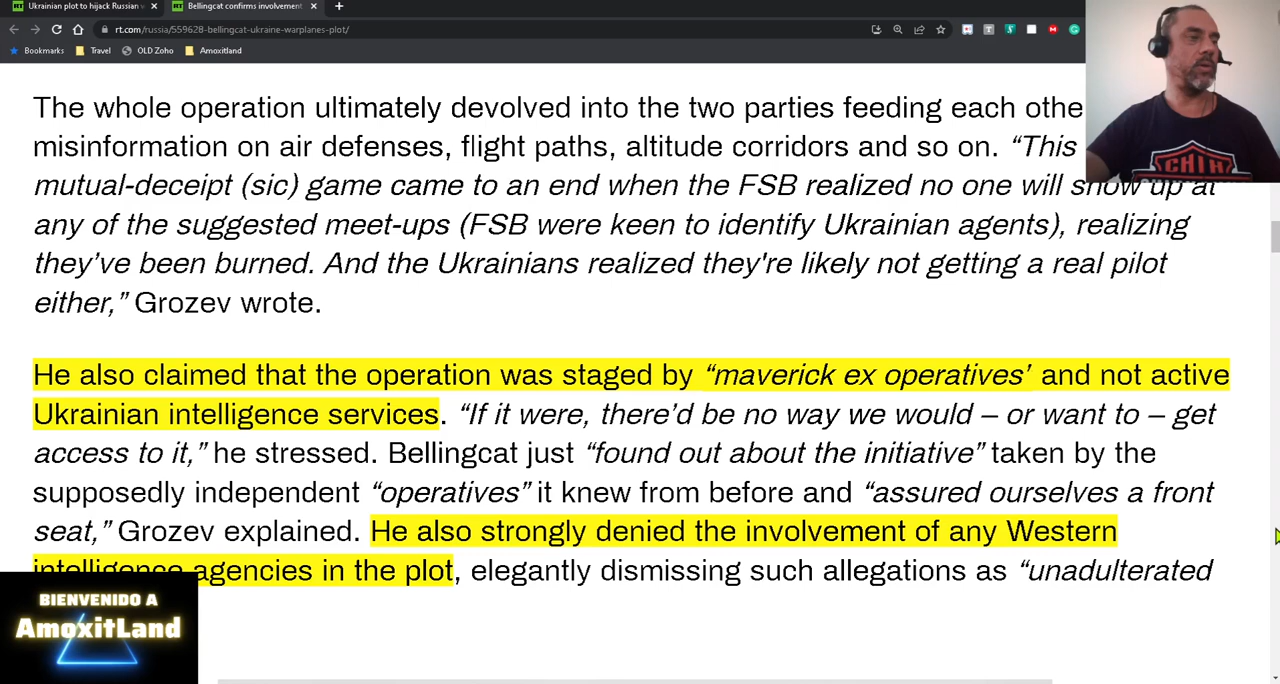 Ukrainian plot to hijack Russian
Bellingcat confirms involvement
rt.com/russia/559628-bellingcat-ukraine-warplanes-plot/
Bookmarks Travel OLD Zoho Amoxitland
The whole operation ultimately devolved into the two parties feeding each othe
misinformation on air defenses, flight paths, altitude corridors and so on. “This
mutual-deceipt (sic) game came to an end when the FSB realized no one will show up at
any of the suggested meet-ups (FSB were keen to identify Ukrainian agents), realizing
they’ve been burned. And the Ukrainians realized they're likely not getting a real pilot
either,” Grozev wrote.
He also claimed that the operation was staged by “maverick ex operatives’ and not active
Ukrainian intelligence services. “If it were, there’d be no way we would – or want to – get
access to it,” he stressed. Bellingcat just “found out about the initiative” taken by the
supposedly independent “operatives” it knew from before and “assured ourselves a front
seat,” Grozev explained. He also strongly denied the involvement of any Western
intelligence agencies in the plot, elegantly dismissing such allegations as “unadulterated
BIENVENIDO A
AmoxitLand